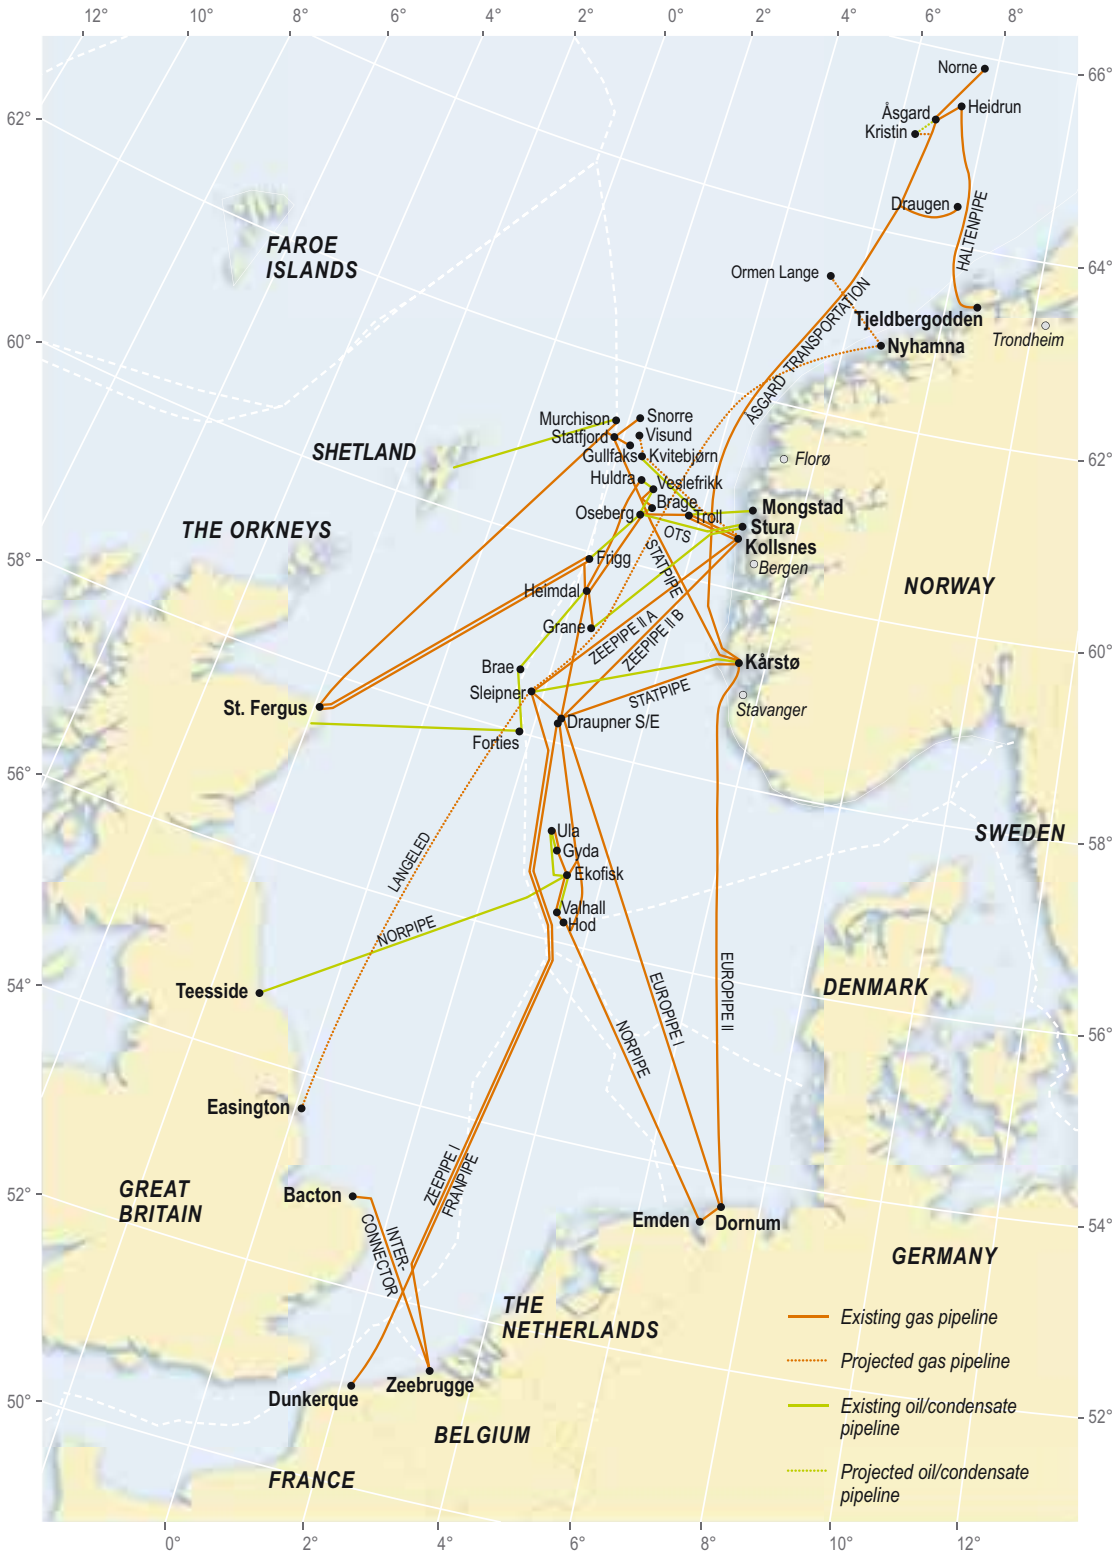 12°
10°
8°
6°
4°
2°
0°
2°
4°
6°
8°
66°
64°
62°
60°
58°
56°
54°
52°
62°
60°
58°
56°
54°
52°
50°
0°
2°
4°
6°
8°
10°
12°
Norne
Åsgard
Heidrun
Kristin
Draugen
HALTENPIPE
Ormen Lange
ÅSGARD TRANSPORTATION
Tjeldbergodden
Trondheim
Nyhamna
FAROE
ISLANDS
SHETLAND
THE ORKNEYS
Murchison
Snorre
Statfjord
Visund
Gullfaks
Kvitebjørn
Huldra
Veslefrikk
Brage
Oseberg
Troll
OTS
Florø
Mongstad
Stura
Kollsnes
Bergen
NORWAY
Frigg
STATPIPE
Heimdal
Grane
ZEEPIPE II A
ZEEPIPE II B
Brae
Sleipner
Kårstø
STATPIPE
Stavanger
St. Fergus
Draupner S/E
Forties
SWEDEN
LANGELED
Ula
Gyda
Ekofisk
Valhall
Hod
NORPIPE
Teesside
EUROPIPE I
EUROPIPE II
NORPIPE
DENMARK
Easington
ZEEPIPE I
FRANPIPE
GREAT
BRITAIN
Bacton
INTER-
CONNECTOR
Emden
Dornum
GERMANY
THE
NETHERLANDS
Dunkerque
Zeebrugge
BELGIUM
FRANCE
Existing gas pipeline
Projected gas pipeline
Existing oil/condensate
pipeline
Projected oil/condensate
pipeline